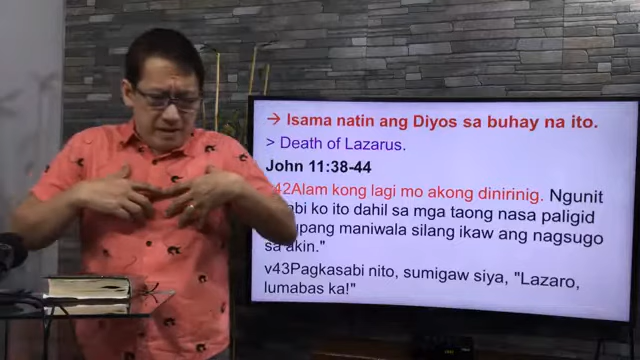 → Isama natin ang Diyos sa buhay na ito.
> Death of Lazarus.
John 11:38-44
42Alam kong lagi mo akong dinirinig. Ngunit
ko ito dahil sa mga taong nasa paligid
maniwala silang ikaw ang nagsugo
sa akin."
v43Pagkasabi nito, sumigaw siya, "Lazaro,
lumabas ka!"